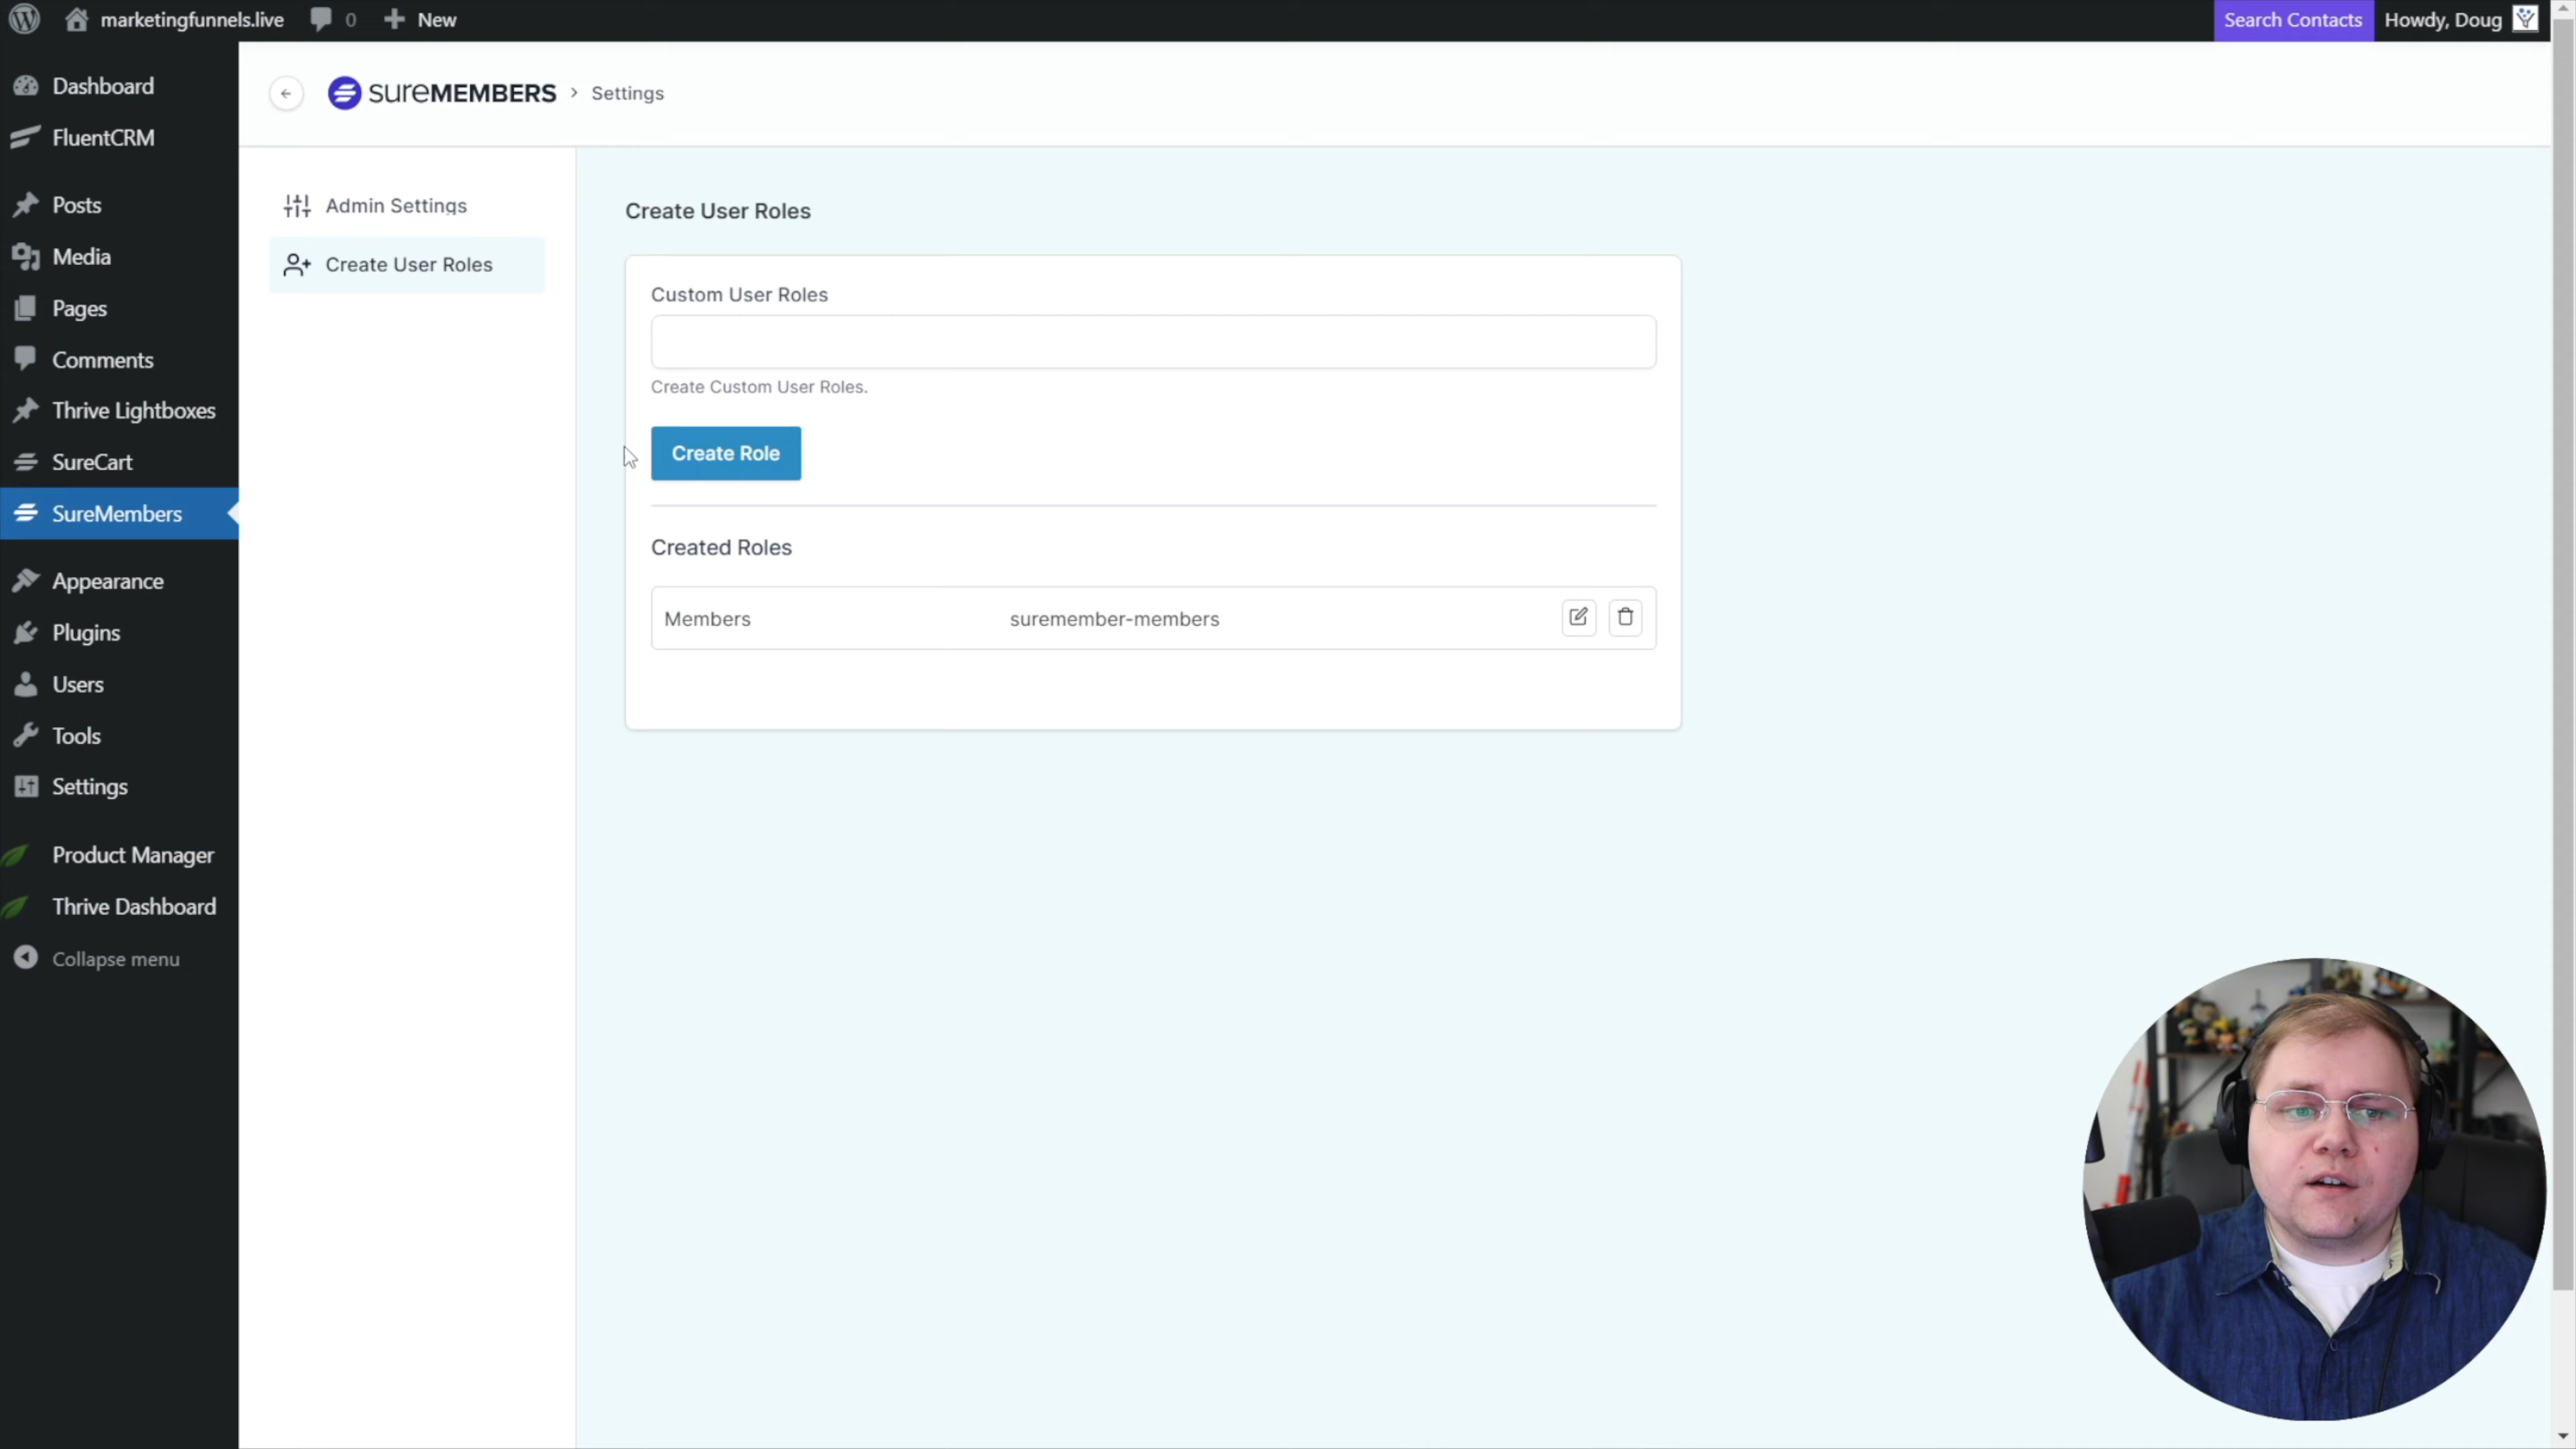 marketingfunnels.live
0
New
Search Contacts
Howdy, Doug
Dashboard
FluentCRM
Posts
Media
Pages
Comments
Thrive Lightboxes
SureCart
SureMembers
Appearance
Plugins
Users
Tools
Settings
Product Manager
Thrive Dashboard
Collapse menu
sureMEMBERS > Settings
Admin Settings
Create User Roles
Create User Roles
Custom User Roles
Create Custom User Roles.
Create Role
Created Roles
Members suremember-members